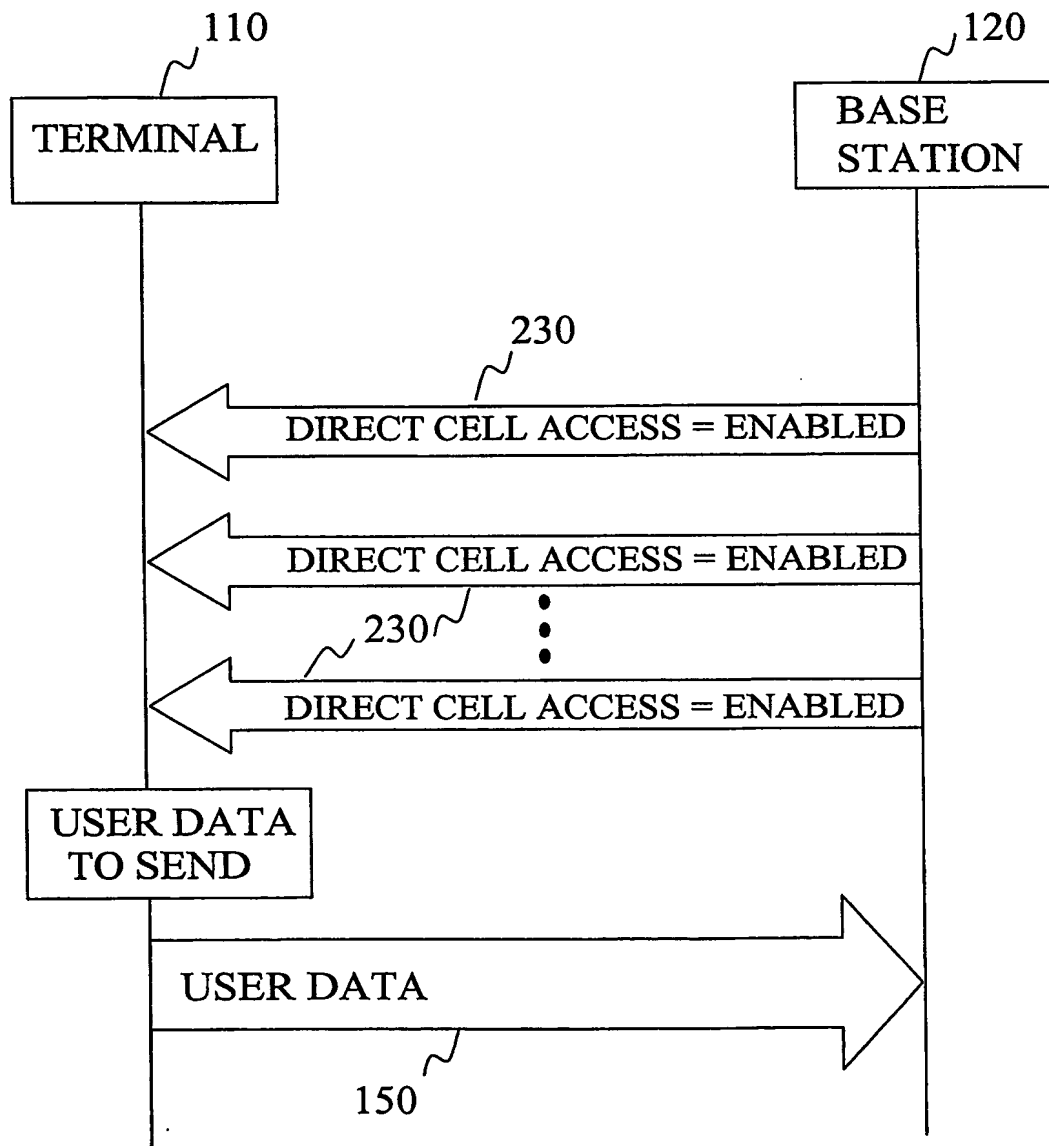 110
120
TERMINAL
BASE
STATION
230
DIRECT CELL ACCESS = ENABLED
DIRECT CELL ACCESS = ENABLED
230
DIRECT CELL ACCESS = ENABLED
USER DATA
TO SEND
USER DATA
150